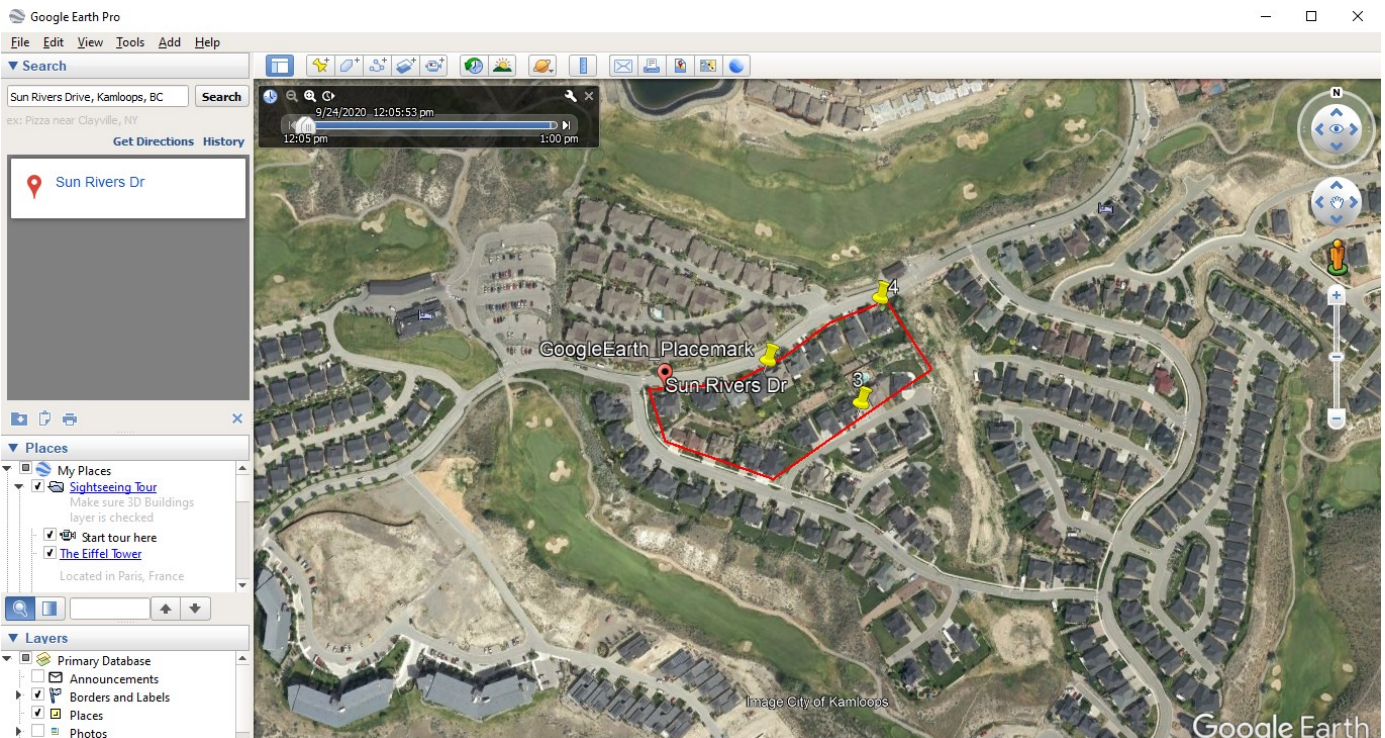 Google Earth Pro
File Edit View Tools Add Help
Search
Sun Rivers Drive, Kamloops, BC Search
ex: Pizza near Clayville, NY
Get Directions History
Sun Rivers Dr
Places
My Places
Sightseeing Tour
Make sure 3D Buildings
layer is checked
Start tour here
The Eiffel Tower
Located in Paris, France
Layers
Primary Database
Announcements
Borders and Labels
Places
Photos
9/24/2020 12:05:53 pm
12:05 pm 1:00 pm
N
4
GoogleEarth_Placemark
Sun Rivers Dr
3
Image City of Kamloops
Google Earth